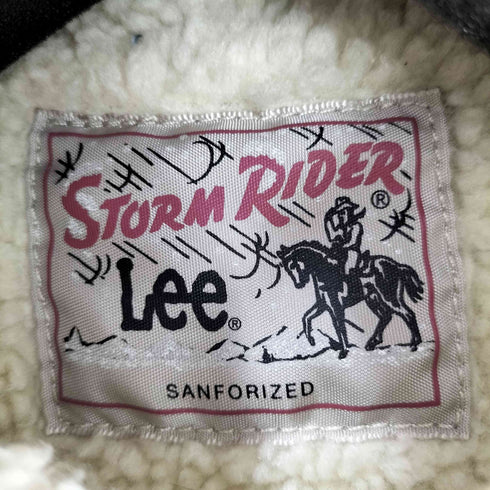 STORM RIDER ®
Lee ®
SANFORIZED